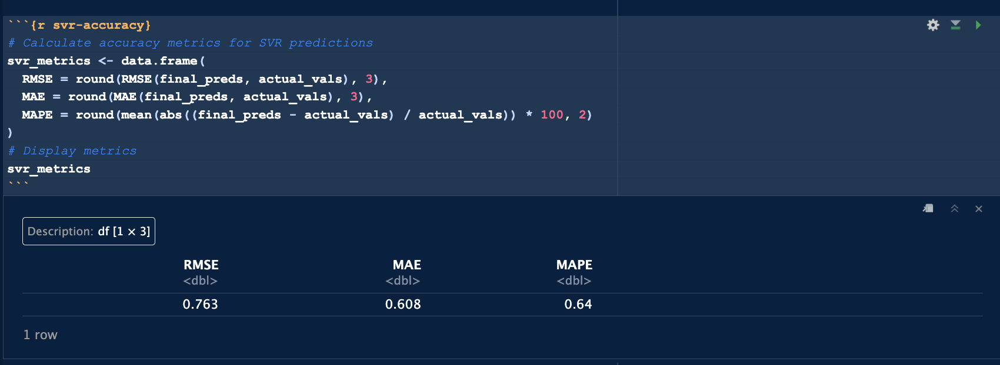 ```{r svr-accuracy}
# Calculate accuracy metrics for SVR predictions
svr_metrics <- data.frame(
  RMSE = round(RMSE(final_preds, actual_vals), 3),
  MAE = round(MAE(final_preds, actual_vals), 3),
  MAPE = round(mean(abs((final_preds - actual_vals) / actual_vals)) * 100, 2)
)
# Display metrics
svr_metrics
```
Description: df [1 × 3]
RMSE MAE MAPE
<dbl> <dbl> <dbl>
0.763 0.608 0.64
1 row